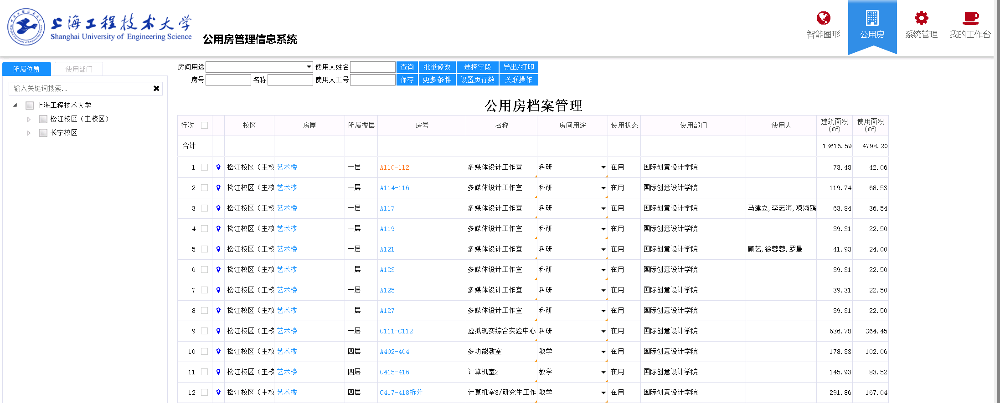 上海工程技术大学
Shanghai University of Engineering Science
公用房管理信息系统
智能图形
公用房
系统管理
我的工作台
所属位置 使用部门
输入关键词搜索..
上海工程技术大学
松江校区（主校区）
长宁校区
房间用途 使用人姓名 查询 批量修改 选择字段 导出/打印
房号 名称 使用人工号 保存 更多条件 设置页行数 关联操作
公用房档案管理
行次 校区 房屋 所属楼层 房号 名称 房间用途 使用状态 使用部门 使用人 建筑面积(m²) 使用面积(m²)
合计 13616.59 4798.20
1 松江校区（主校 艺术楼 一层 A110-112 多媒体设计工作室 科研 在用 国际创意设计学院 73.48 42.06
2 松江校区（主校 艺术楼 一层 A114-116 多媒体设计工作室 科研 在用 国际创意设计学院 119.74 68.53
3 松江校区（主校 艺术楼 一层 A117 多媒体设计工作室 科研 在用 国际创意设计学院 马建立,李志海,项海鸥 63.84 36.54
4 松江校区（主校 艺术楼 一层 A119 多媒体设计工作室 科研 在用 国际创意设计学院 39.31 22.50
5 松江校区（主校 艺术楼 一层 A121 多媒体设计工作室 科研 在用 国际创意设计学院 顾艺,徐蓉蓉,罗曼 41.93 24.00
6 松江校区（主校 艺术楼 一层 A123 多媒体设计工作室 科研 在用 国际创意设计学院 39.31 22.50
7 松江校区（主校 艺术楼 一层 A125 多媒体设计工作室 科研 在用 国际创意设计学院 39.31 22.50
8 松江校区（主校 艺术楼 一层 A127 多媒体设计工作室 科研 在用 国际创意设计学院 39.31 22.50
9 松江校区（主校 艺术楼 一层 C111-C112 虚拟现实综合实验中心 科研 在用 国际创意设计学院 636.78 364.45
10 松江校区（主校 艺术楼 四层 A402-404 多功能教室 教学 在用 国际创意设计学院 178.33 102.06
11 松江校区（主校 艺术楼 四层 C415-416 计算机室2 教学 在用 国际创意设计学院 145.93 83.52
12 松江校区（主校 艺术楼 四层 C417-418拆分 计算机室3/研究生工作 教学 在用 国际创意设计学院 291.86 167.04